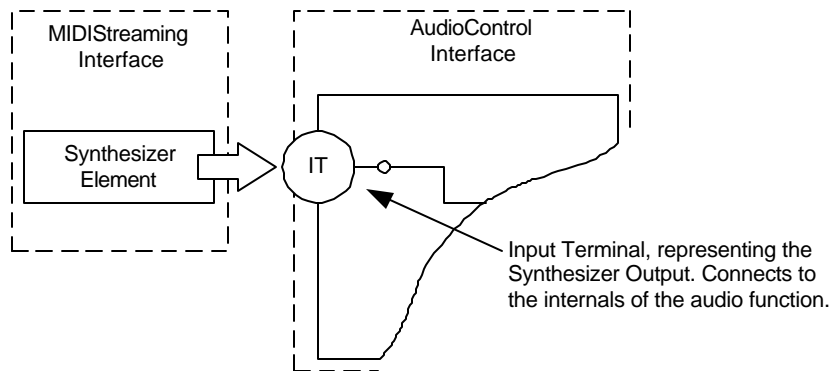 MIDIStreaming
Interface
AudioControl
Interface
Synthesizer
Element
IT
Input Terminal, representing the
Synthesizer Output. Connects to
the internals of the audio function.